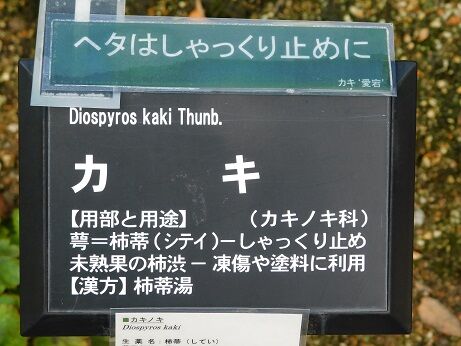 ヘタはしゃっくり止めに
カキ‘愛宕’
Diospyros kaki Thunb.
カキ
【用部と用途】 (カキノキ科)
萼=柿蒂(シテイ)−しゃっくり止め
未熟果の柿渋− 凍傷や塗料に利用
【漢方】柿蒂湯
■カキノキ
Diospyros kaki
生薬名:柿蒂(してい)